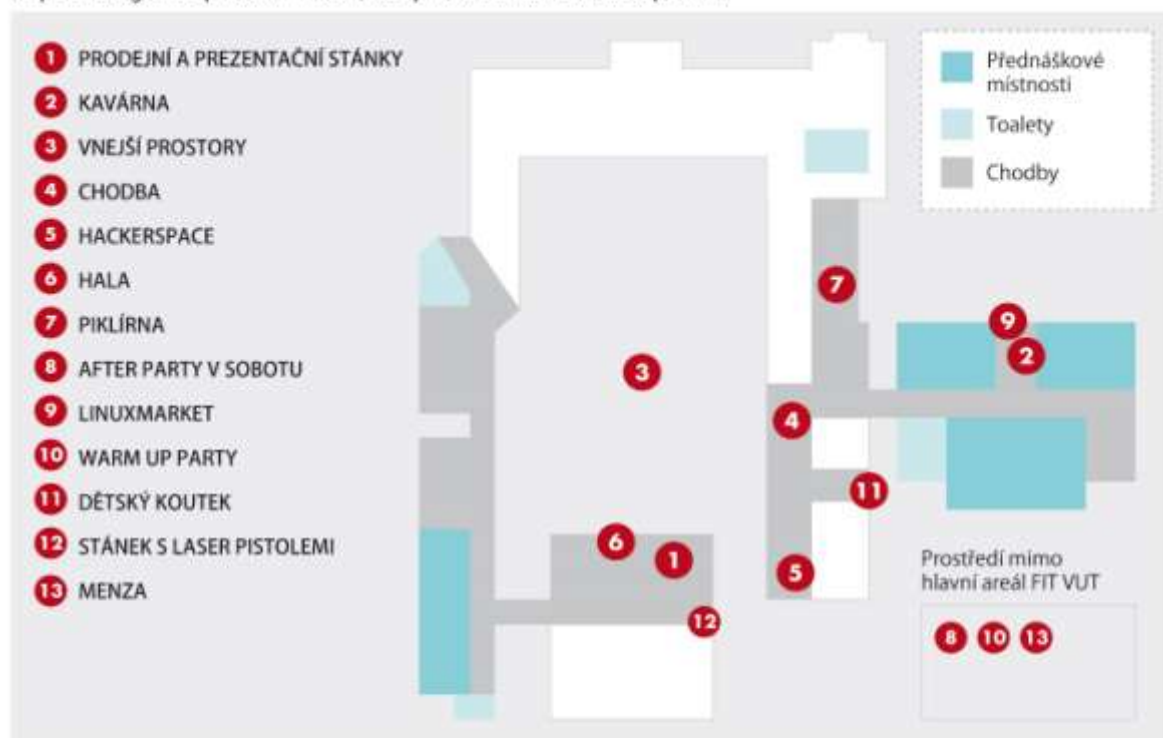 1 PRODEJNÍ A PREZENTAČNÍ STÁNKY
2 KAVÁRNA
3 VNEJŠÍ PROSTORY
4 CHODBA
5 HACKERSPACE
6 HALA
7 PIKLÍRNA
8 AFTER PARTY V SOBOTU
9 LINUXMARKET
10 WARM UP PARTY
11 DĚTSKÝ KOUTEK
12 STÁNEK S LASER PISTOLEMI
13 MENZA
Přednáškové
místnosti
Toalety
Chodby
7
9
2
3
4
11
6
1
5
12
Prostředí mimo
hlavní areál FIT VUT
8 10 13